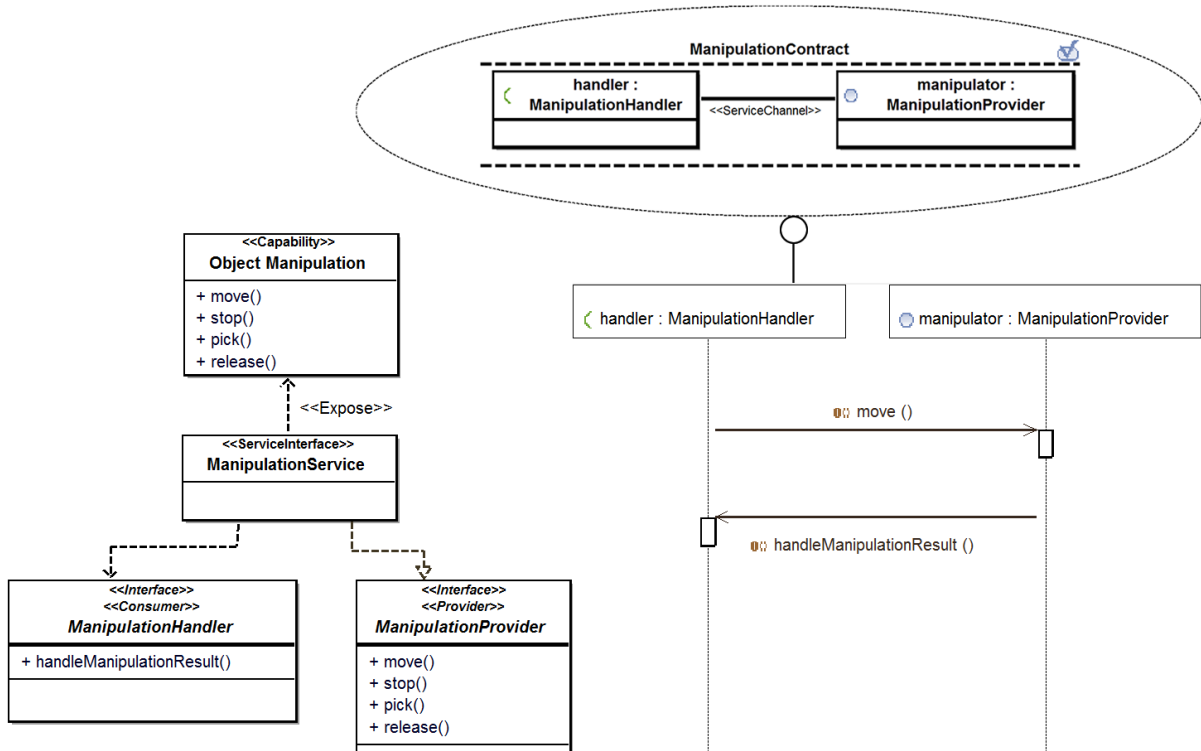 ManipulationContract
handler :
ManipulationHandler
<<ServiceChannel>>
manipulator :
ManipulationProvider
<<Capability>>
Object Manipulation
+ move()
+ stop()
+ pick()
+ release()
<<Expose>>
<<ServiceInterface>>
ManipulationService
<<Interface>>
<<Consumer>>
ManipulationHandler
+ handleManipulationResult()
<<Interface>>
<<Provider>>
ManipulationProvider
+ move()
+ stop()
+ pick()
+ release()
handler : ManipulationHandler
manipulator : ManipulationProvider
move ()
handleManipulationResult ()